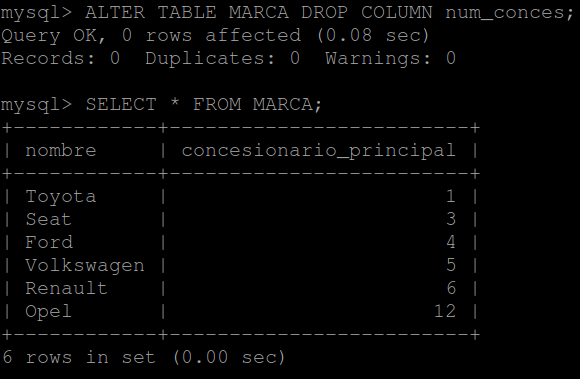 mysql> ALTER TABLE MARCA DROP COLUMN num_conces;
Query OK, 0 rows affected (0.08 sec)
Records: 0  Duplicates: 0  Warnings: 0

mysql> SELECT * FROM MARCA;
+------------+-------------------------+
| nombre     | concesionario_principal |
+------------+-------------------------+
| Toyota     |                       1 |
| Seat       |                       3 |
| Ford       |                       4 |
| Volkswagen |                       5 |
| Renault    |                       6 |
| Opel       |                      12 |
+------------+-------------------------+
6 rows in set (0.00 sec)